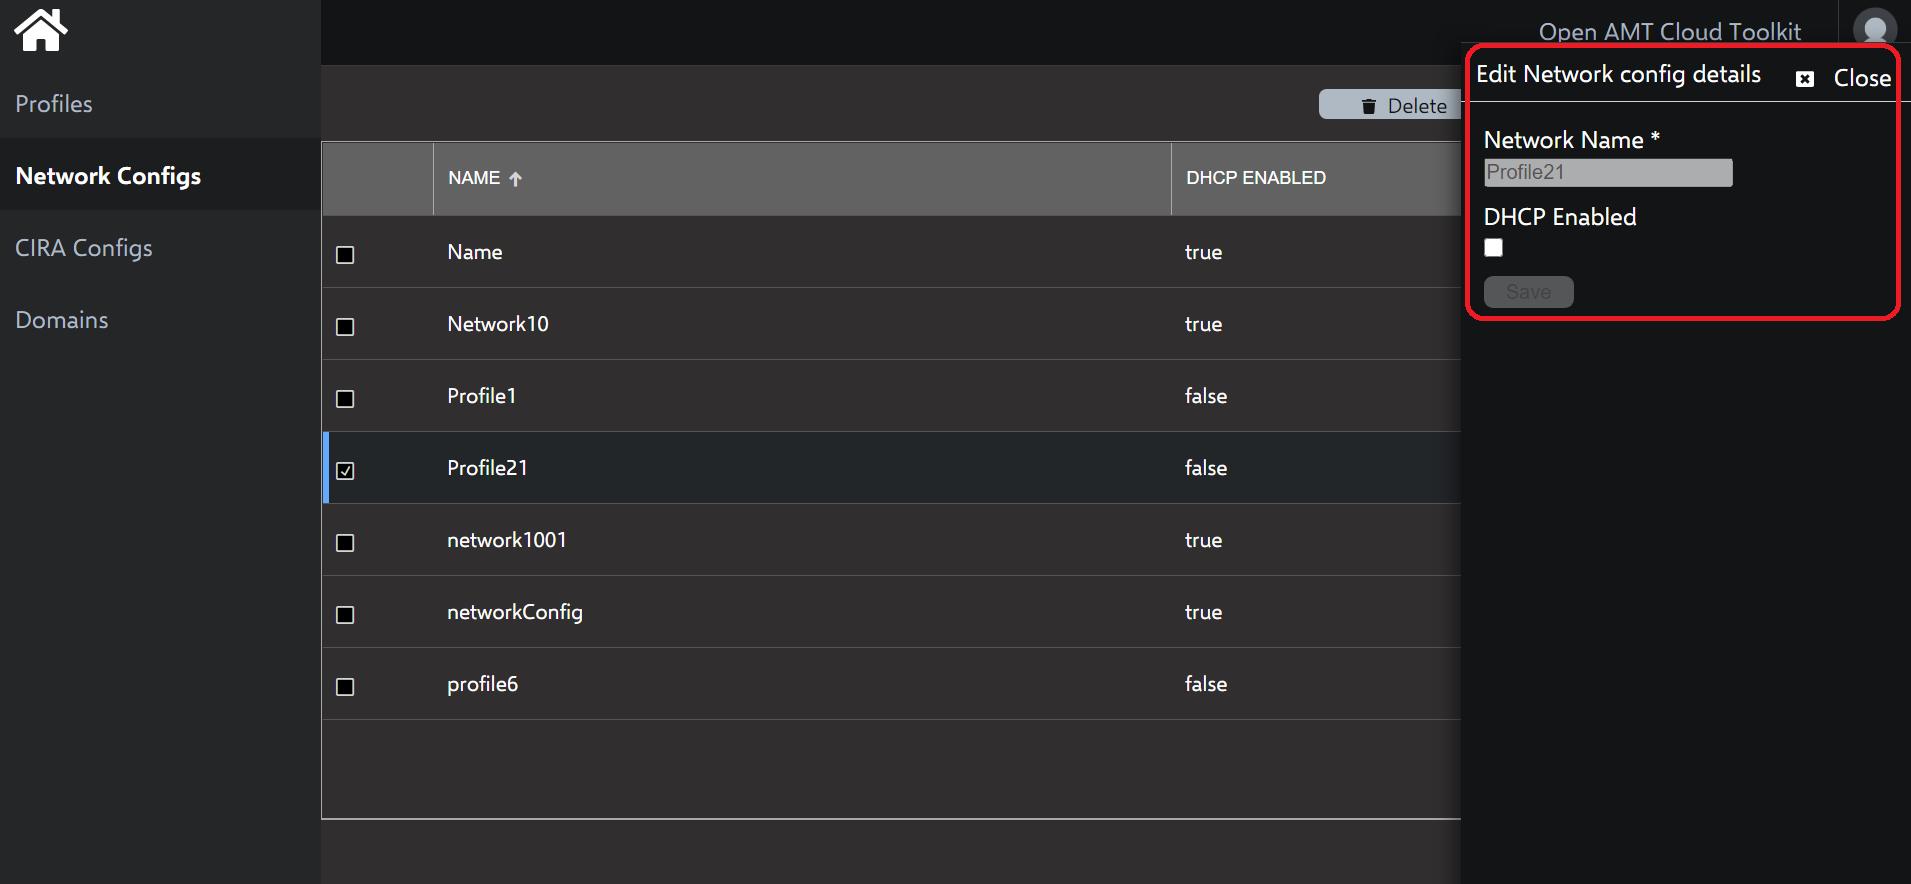 Open AMT Cloud Toolkit
Profiles
Network Configs
CIRA Configs
Domains
Delete
NAME DHCP ENABLED
Name true
Network10 true
Profile1 false
Profile21 false
network1001 true
networkConfig true
profile6 false
Edit Network config details Close
Network Name *
Profile21
DHCP Enabled
Save